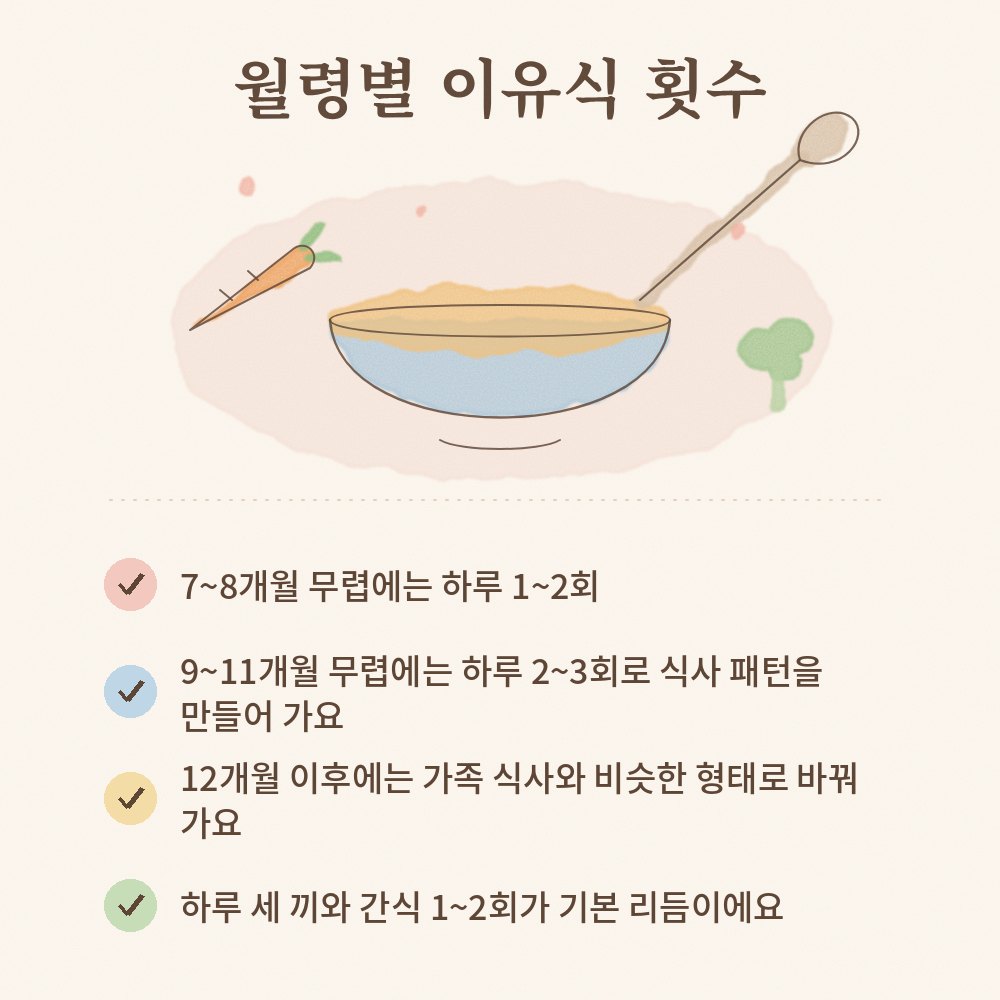 월령별 이유식 횟수
7~8개월 무렵에는 하루 1~2회
9~11개월 무렵에는 하루 2~3회로 식사 패턴을
만들어 가요
12개월 이후에는 가족 식사와 비슷한 형태로 바꿔
가요
하루 세 끼와 간식 1~2회가 기본 리듬이에요